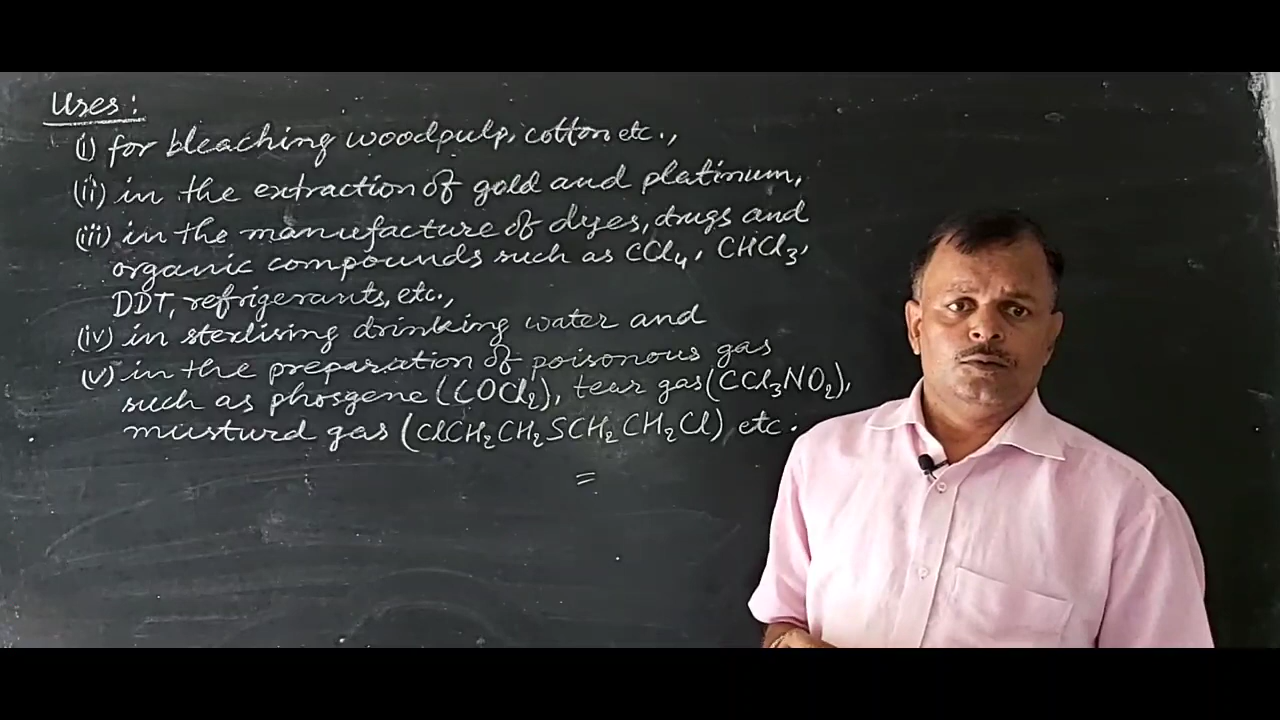 Uses:
(i) for bleaching woodpulp, cotton etc.,
(ii) in the extraction of gold and platinum,
(iii) in the manufacture of dyes, drugs and
organic compounds such as CCl₄, CHCl₃,
DDT, refrigerants, etc.,
(iv) in sterlising drinking water and
(v) in the preparation of poisonous gas
such as phosgene (COCl₂), tear gas (CCl₃NO₂),
musturd gas (ClCH₂CH₂SCH₂CH₂Cl) etc.
=